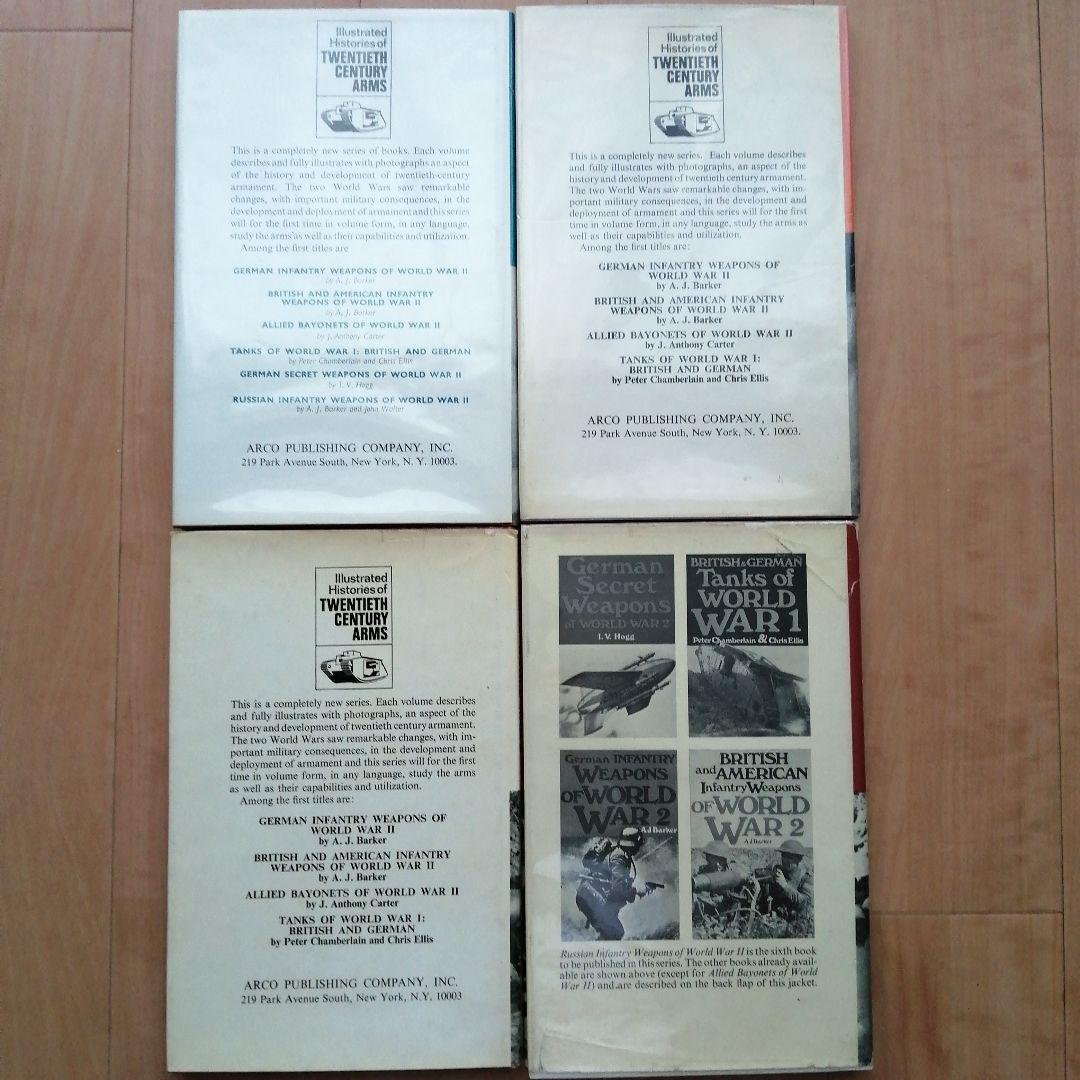 Illustrated
Histories of
TWENTIETH
CENTURY
ARMS
This is a completely new series of books. Each volume
describes and fully illustrates with photographs an aspect
of the history and development of twentieth-century
armament. The two World Wars saw remarkable
changes, with important military consequences, in the
development and deployment of armament and this series
will for the first time in volume form, in any language,
study the arms as well as their capabilities and utilization.
Among the first titles are
GERMAN INFANTRY WEAPONS OF WORLD WAR II
by A. J. Barker
BRITISH AND AMERICAN INFANTRY
WEAPONS OF WORLD WAR II
by A. J. Barker
ALLIED BAYONETS OF WORLD WAR II
by J. Anthony Carter
TANKS OF WORLD WAR I: BRITISH AND GERMAN
by Peter Chamberlain and Chris Ellis
GERMAN SECRET WEAPONS OF WORLD WAR II
by I. V. Hogg
RUSSIAN INFANTRY WEAPONS OF WORLD WAR II
by A. J. Barker and John Walter
ARCO PUBLISHING COMPANY, INC.
219 Park Avenue South, New York, N. Y. 10003.
Illustrated
Histories of
TWENTIETH
CENTURY
ARMS
This is a completely new series. Each volume describes
and fully illustrates with photographs, an aspect of the
history and development of twentieth century armament.
The two World Wars saw remarkable changes, with im-
portant military consequences, in the development and
deployment of armament and this series will for the first
time in volume form, in any language, study the arms as
well as their capabilities and utilization.
Among the first titles are:
GERMAN INFANTRY WEAPONS OF
WORLD WAR II
by A. J. Barker
BRITISH AND AMERICAN INFANTRY
WEAPONS OF WORLD WAR II
by A. J. Barker
ALLIED BAYONETS OF WORLD WAR II
by J. Anthony Carter
TANKS OF WORLD WAR I:
BRITISH AND GERMAN
by Peter Chamberlain and Chris Ellis
ARCO PUBLISHING COMPANY, INC.
219 Park Avenue South, New York, N. Y. 10003.
Illustrated
Histories of
TWENTIETH
CENTURY
ARMS
This is a completely new series. Each volume describes
and fully illustrates with photographs, an aspect of the
history and development of twentieth century armament.
The two World Wars saw remarkable changes, with im-
portant military consequences, in the development and
deployment of armament and this series will for the first
time in volume form, in any language, study the arms
as well as their capabilities and utilization.
Among the first titles are:
GERMAN INFANTRY WEAPONS OF
WORLD WAR II
by A. J. Barker
BRITISH AND AMERICAN INFANTRY
WEAPONS OF WORLD WAR II
by A. J. Barker
ALLIED BAYONETS OF WORLD WAR II
by J. Anthony Carter
TANKS OF WORLD WAR I:
BRITISH AND GERMAN
by Peter Chamberlain and Chris Ellis
ARCO PUBLISHING COMPANY, INC.
219 Park Avenue South, New York, N.Y. 10003
German
Secret
Weapons
of WORLD WAR 2
I. V. Hogg
BRITISH & GERMAN
Tanks of
WORLD
WAR 1
Peter Chamberlain & Chris Ellis
German INFANTRY
WEAPONS
OF WORLD
WAR 2
AJ Barker
BRITISH
and AMERICAN
Infantry Weapons
OF WORLD
WAR 2
AJ Barker
Russian Infantry Weapons of World War II is the sixth book
to be published in this series. The other books already avail-
able are shown above (except for Allied Bayonets of World
War II) and are described on the back flap of this jacket.